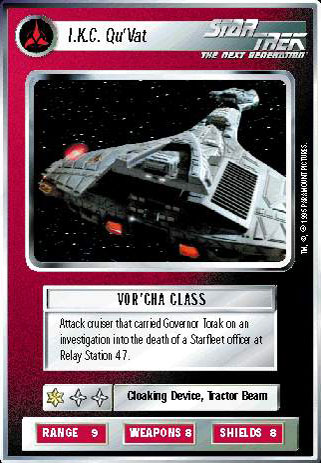 I.K.C. Qu'Vat
STAR TREK
THE NEXT GENERATION
TM, ®, © 1995 PARAMOUNT PICTURES.
VOR'CHA CLASS
Attack cruiser that carried Governor Torak on an
investigation into the death of a Starfleet officer at
Relay Station 47.
Cloaking Device, Tractor Beam
RANGE 9 WEAPONS 8 SHIELDS 8